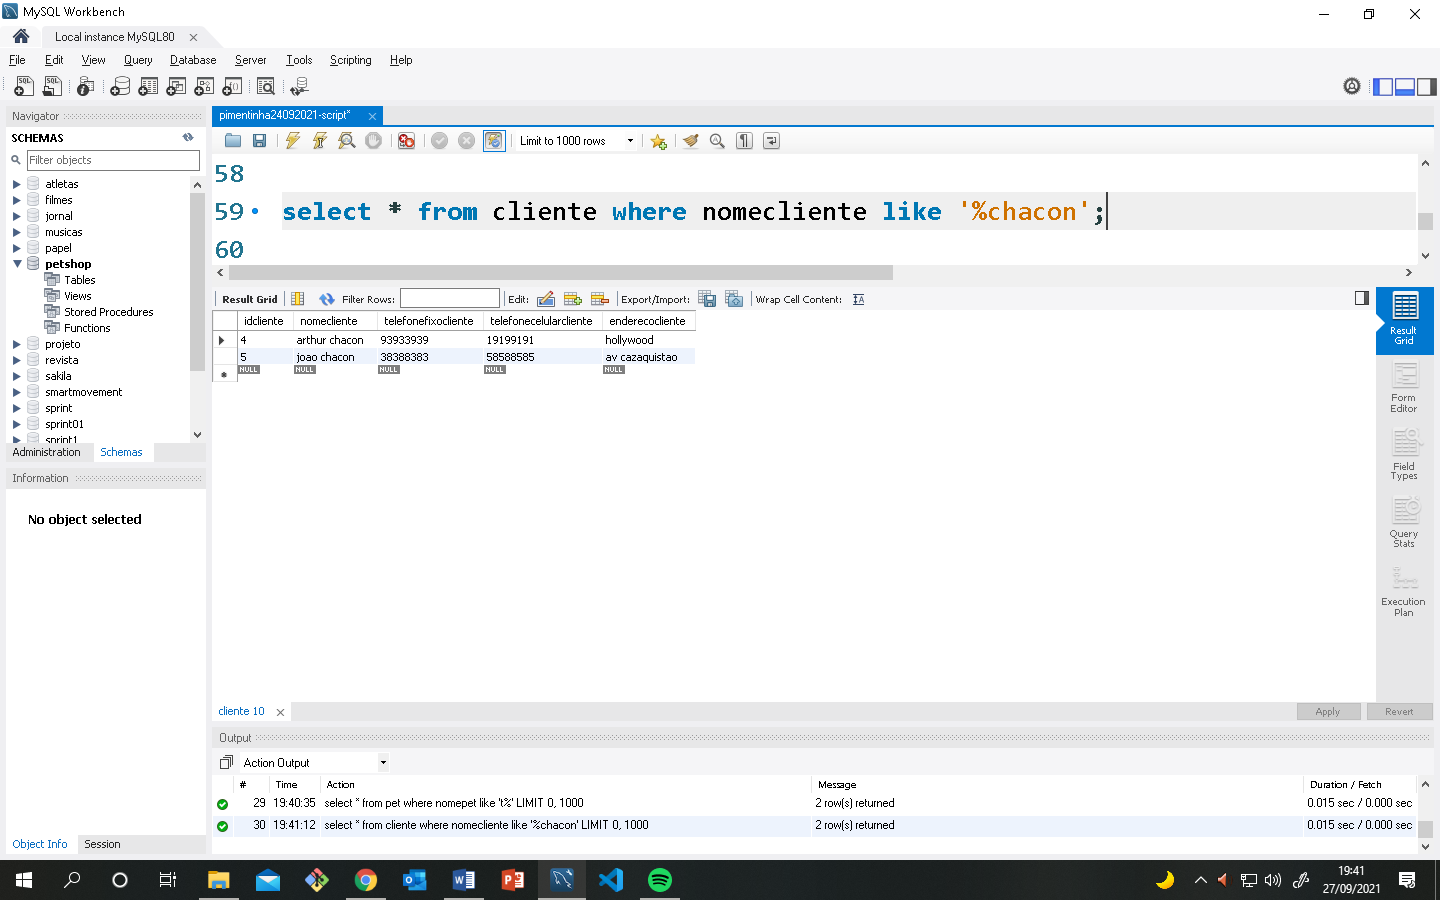 MySQL Workbench
Local instance MySQL80
File Edit View Query Database Server Tools Scripting Help
Navigator
SCHEMAS
Filter objects
atletas
filmes
jornal
musicas
papel
petshop
Tables
Views
Stored Procedures
Functions
projeto
revista
sakila
smartmovement
sprint
sprint01
sprint1
Administration Schemas
Information
No object selected
Object Info Session
pimentinha24092021-script*
Limit to 1000 rows
58
59 select * from cliente where nomecliente like '%chacon';
60
Result Grid Filter Rows: Edit: Export/Import: Wrap Cell Content:
idcliente nomecliente telefonefixocliente telefonecelularcliente enderecocliente
4 arthur chacon 93933939 19199191 hollywood
5 joao chacon 38388383 58588585 av cazaquistao
NULL NULL NULL NULL NULL
Result
Grid
Form
Editor
Field
Types
Query
Stats
Execution
Plan
cliente 10
Apply Revert
Output
Action Output
# Time Action Message Duration / Fetch
29 19:40:35 select * from pet where nomepet like 't%' LIMIT 0, 1000 2 row(s) returned 0.015 sec / 0.000 sec
30 19:41:12 select * from cliente where nomecliente like '%chacon' LIMIT 0, 1000 2 row(s) returned 0.015 sec / 0.000 sec
19:41
27/09/2021